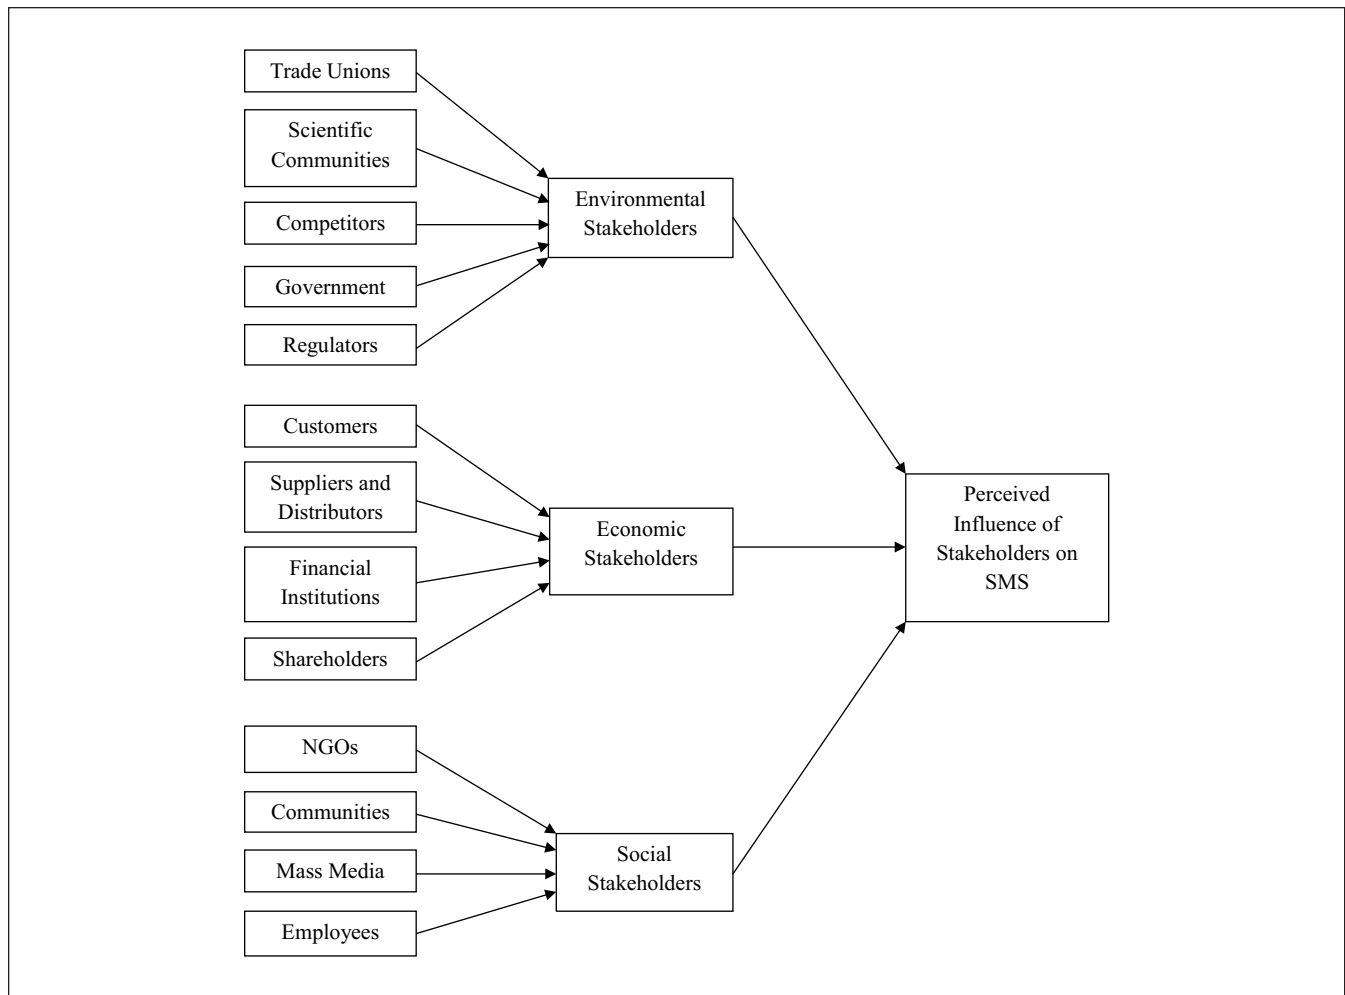 Trade Unions
Scientific
Communities
Competitors
Government
Regulators
Environmental
Stakeholders
Customers
Suppliers and
Distributors
Financial
Institutions
Shareholders
Economic
Stakeholders
NGOs
Communities
Mass Media
Employees
Social
Stakeholders
Perceived
Influence of
Stakeholders on
SMS